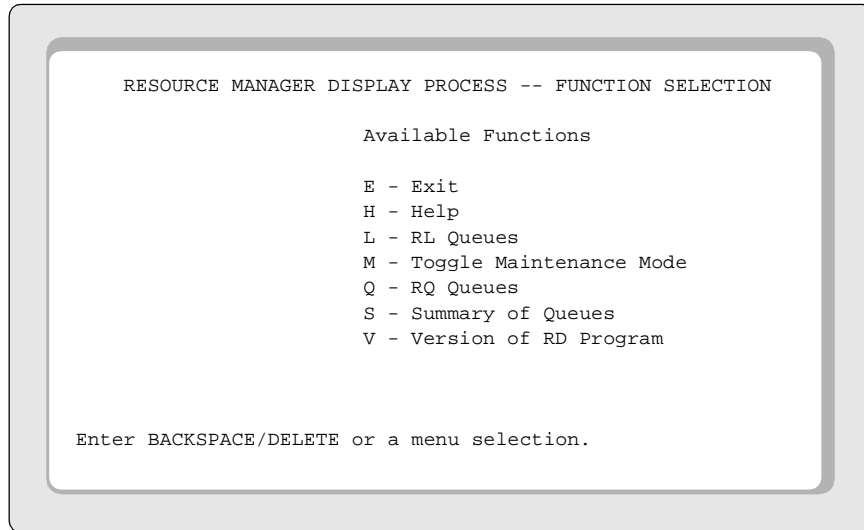 RESOURCE MANAGER DISPLAY PROCESS -- FUNCTION SELECTION
Available Functions
E - Exit
H - Help
L - RL Queues
M - Toggle Maintenance Mode
Q - RQ Queues
S - Summary of Queues
V - Version of RD Program
Enter BACKSPACE/DELETE or a menu selection.